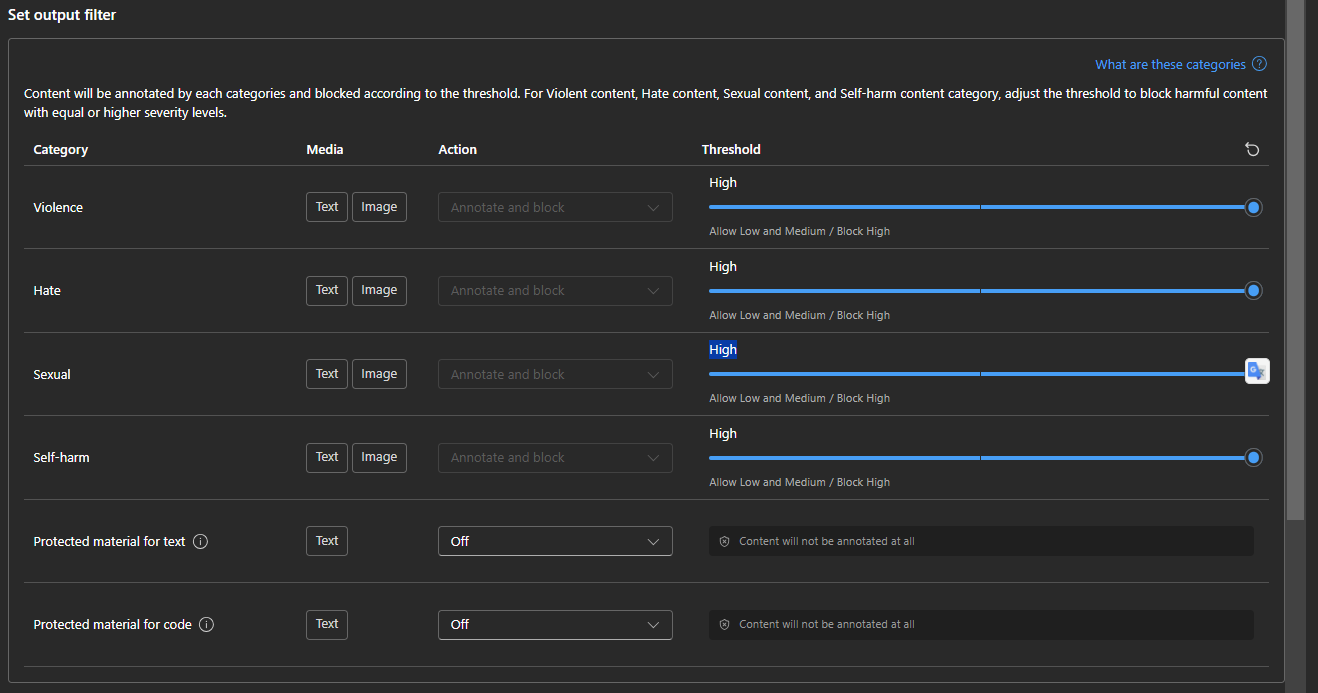 Set output filter
What are these categories
Content will be annotated by each categories and blocked according to the threshold. For Violent content, Hate content, Sexual content, and Self-harm content category, adjust the threshold to block harmful content
with equal or higher severity levels.
Category Media Action Threshold
High
Violence Text Image Annotate and block
Allow Low and Medium / Block High
High
Hate Text Image Annotate and block
Allow Low and Medium / Block High
High
Sexual Text Image Annotate and block
Allow Low and Medium / Block High
High
Self-harm Text Image Annotate and block
Allow Low and Medium / Block High
Protected material for text Text Off Content will not be annotated at all
Protected material for code Text Off Content will not be annotated at all